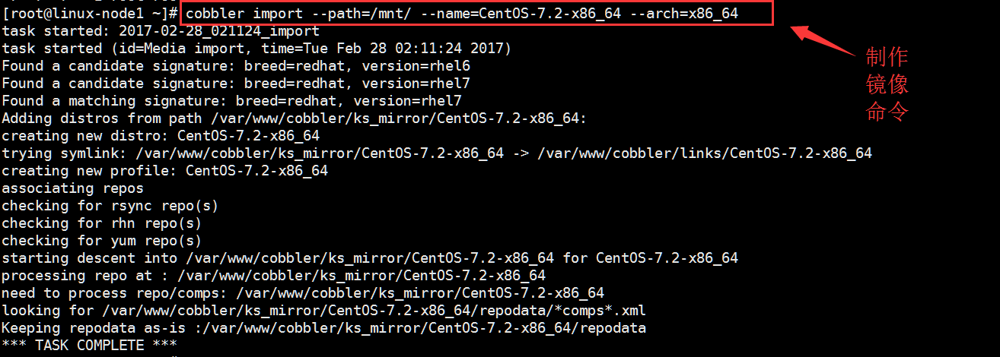 [root@linux-node1 ~]# cobbler import --path=/mnt/ --name=CentOS-7.2-x86_64 --arch=x86_64
task started: 2017-02-28_021124_import
task started (id=Media import, time=Tue Feb 28 02:11:24 2017)
Found a candidate signature: breed=redhat, version=rhel6
Found a candidate signature: breed=redhat, version=rhel7
Found a matching signature: breed=redhat, version=rhel7
Adding distros from path /var/www/cobbler/ks_mirror/CentOS-7.2-x86_64:
creating new distro: CentOS-7.2-x86_64
trying symlink: /var/www/cobbler/ks_mirror/CentOS-7.2-x86_64 -> /var/www/cobbler/links/CentOS-7.2-x86_64
creating new profile: CentOS-7.2-x86_64
associating repos
checking for rsync repo(s)
checking for rhn repo(s)
checking for yum repo(s)
starting descent into /var/www/cobbler/ks_mirror/CentOS-7.2-x86_64 for CentOS-7.2-x86_64
processing repo at : /var/www/cobbler/ks_mirror/CentOS-7.2-x86_64
need to process repo/comps: /var/www/cobbler/ks_mirror/CentOS-7.2-x86_64
looking for /var/www/cobbler/ks_mirror/CentOS-7.2-x86_64/repodata/*comps*.xml
Keeping repodata as-is :/var/www/cobbler/ks_mirror/CentOS-7.2-x86_64/repodata
*** TASK COMPLETE ***
制作
镜像
命令